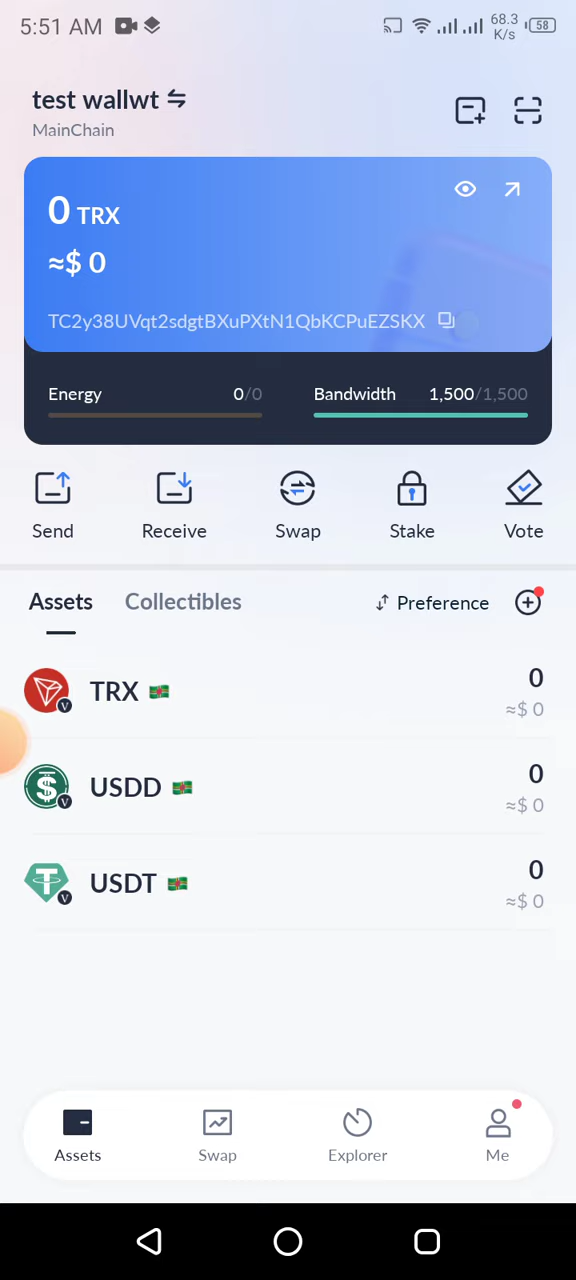 5:51 AM 68.3 K/s 58
test wallwt
MainChain
0 TRX
≈$ 0
TC2y38UVqt2sdgtBXuPXtN1QbKCPuEZSKX
Energy 0/0 Bandwidth 1,500/1,500
Send Receive Swap Stake Vote
Assets Collectibles Preference
TRX 0
≈$ 0
USDD 0
≈$ 0
USDT 0
≈$ 0
Assets Swap Explorer Me